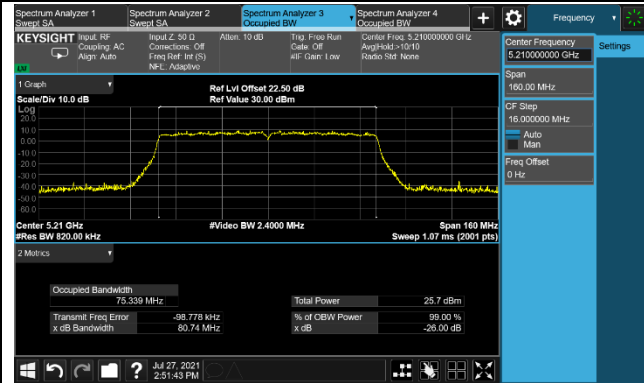 Spectrum Analyzer 1
Swept SA
Spectrum Analyzer 2
Swept SA
Spectrum Analyzer 3
Occupied BW
Spectrum Analyzer 4
Occupied BW
+
Frequency
KEYSIGHT
Input: RF
Coupling: AC
Align: Auto
Input Z: 50 Ω
Corrections: Off
Freq Ref: Int (S)
NFE: Adaptive
Atten: 10 dB
Trig: Free Run
Gate: Off
#IF Gain: Low
Center Freq: 5.210000000 GHz
Avg|Hold:>10/10
Radio Std: None
LM
1 Graph
Scale/Div 10.0 dB
Ref Lvl Offset 22.50 dB
Ref Value 30.00 dBm
Log
20.0
10.0
0.00
-10.0
-20.0
-30.0
-40.0
-50.0
-60.0
Center 5.21 GHz
#Res BW 820.00 kHz
#Video BW 2.4000 MHz
Span 160 MHz
Sweep 1.07 ms (2001 pts)
2 Metrics
Occupied Bandwidth
75.339 MHz
Transmit Freq Error
-98.778 kHz
x dB Bandwidth
80.74 MHz
Total Power
25.7 dBm
% of OBW Power
99.00 %
x dB
-26.00 dB
Center Frequency
5.210000000 GHz
Settings
Span
160.00 MHz
CF Step
16.000000 MHz
Auto
Man
Freq Offset
0 Hz
?
Jul 27, 2021
2:51:43 PM